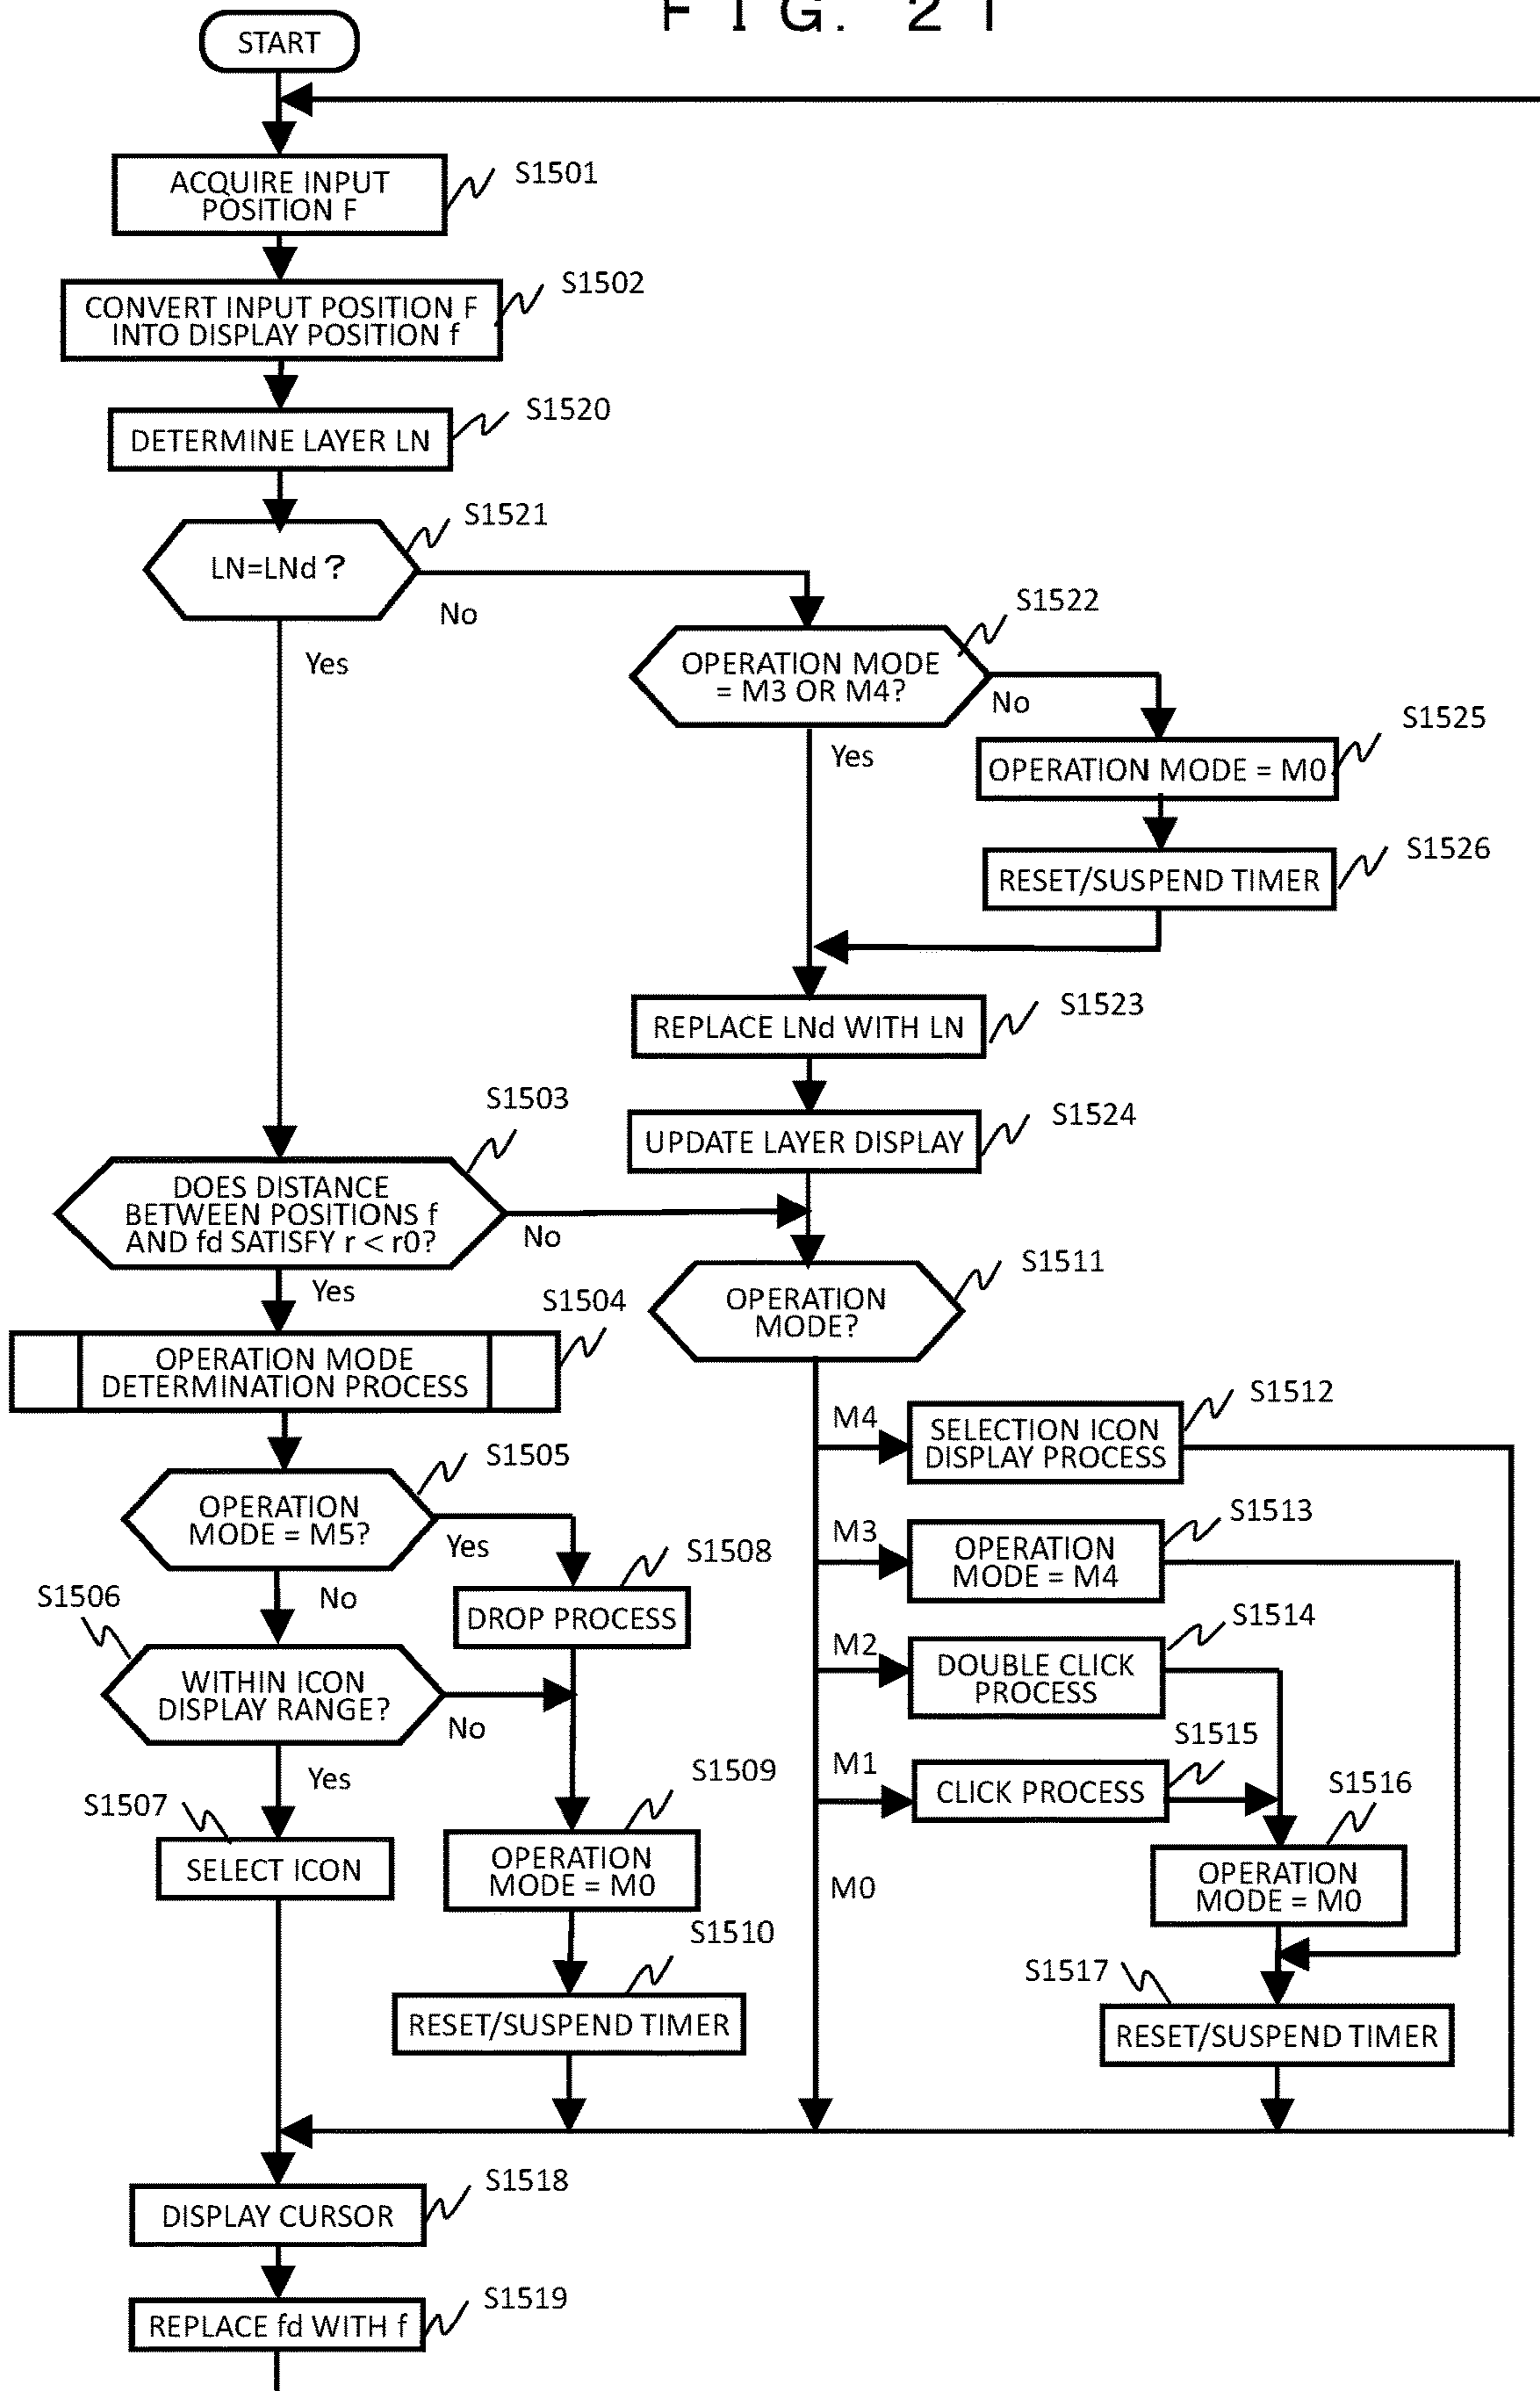 FIG. 21
START
ACQUIRE INPUT
POSITION F
S1501
CONVERT INPUT POSITION F
INTO DISPLAY POSITION f
S1502
DETERMINE LAYER LN
S1520
LN=LNd ?
S1521
No
Yes
OPERATION MODE
= M3 OR M4?
S1522
No
Yes
OPERATION MODE = M0
S1525
RESET/SUSPEND TIMER
S1526
REPLACE LNd WITH LN
S1523
UPDATE LAYER DISPLAY
S1524
DOES DISTANCE
BETWEEN POSITIONS f
AND fd SATISFY r < r0?
S1503
No
Yes
OPERATION
MODE?
S1511
OPERATION MODE
DETERMINATION PROCESS
S1504
OPERATION
MODE = M5?
S1505
Yes
No
DROP PROCESS
S1508
S1506
WITHIN ICON
DISPLAY RANGE?
No
Yes
S1507
SELECT ICON
OPERATION
MODE = M0
S1509
RESET/SUSPEND TIMER
S1510
M4
SELECTION ICON
DISPLAY PROCESS
S1512
M3
OPERATION
MODE = M4
S1513
M2
DOUBLE CLICK
PROCESS
S1514
M1
CLICK PROCESS
S1515
M0
OPERATION
MODE = M0
S1516
S1517
RESET/SUSPEND TIMER
DISPLAY CURSOR
S1518
REPLACE fd WITH f
S1519